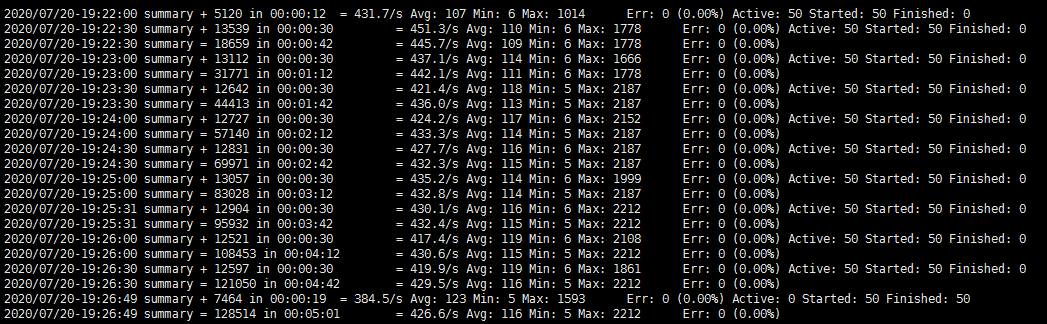 2020/07/20-19:22:00 summary + 5120 in 00:00:12 = 431.7/s Avg: 107 Min: 6 Max: 1014 Err: 0 (0.00%) Active: 50 Started: 50 Finished: 0
2020/07/20-19:22:30 summary + 13539 in 00:00:30 = 451.3/s Avg: 110 Min: 6 Max: 1778 Err: 0 (0.00%) Active: 50 Started: 50 Finished: 0
2020/07/20-19:22:30 summary = 18659 in 00:00:42 = 445.7/s Avg: 109 Min: 6 Max: 1778 Err: 0 (0.00%)
2020/07/20-19:23:00 summary + 13112 in 00:00:30 = 437.1/s Avg: 114 Min: 6 Max: 1666 Err: 0 (0.00%) Active: 50 Started: 50 Finished: 0
2020/07/20-19:23:00 summary = 31771 in 00:01:12 = 442.1/s Avg: 111 Min: 6 Max: 1778 Err: 0 (0.00%)
2020/07/20-19:23:30 summary + 12642 in 00:00:30 = 421.4/s Avg: 118 Min: 5 Max: 2187 Err: 0 (0.00%) Active: 50 Started: 50 Finished: 0
2020/07/20-19:23:30 summary = 44413 in 00:01:42 = 436.0/s Avg: 113 Min: 5 Max: 2187 Err: 0 (0.00%)
2020/07/20-19:24:00 summary + 12727 in 00:00:30 = 424.2/s Avg: 117 Min: 6 Max: 2152 Err: 0 (0.00%) Active: 50 Started: 50 Finished: 0
2020/07/20-19:24:00 summary = 57140 in 00:02:12 = 433.3/s Avg: 114 Min: 5 Max: 2187 Err: 0 (0.00%)
2020/07/20-19:24:30 summary + 12831 in 00:00:30 = 427.7/s Avg: 116 Min: 6 Max: 2187 Err: 0 (0.00%) Active: 50 Started: 50 Finished: 0
2020/07/20-19:24:30 summary = 69971 in 00:02:42 = 432.3/s Avg: 115 Min: 5 Max: 2187 Err: 0 (0.00%)
2020/07/20-19:25:00 summary + 13057 in 00:00:30 = 435.2/s Avg: 114 Min: 6 Max: 1999 Err: 0 (0.00%) Active: 50 Started: 50 Finished: 0
2020/07/20-19:25:00 summary = 83028 in 00:03:12 = 432.8/s Avg: 114 Min: 5 Max: 2187 Err: 0 (0.00%)
2020/07/20-19:25:31 summary + 12904 in 00:00:30 = 430.1/s Avg: 116 Min: 6 Max: 2212 Err: 0 (0.00%) Active: 50 Started: 50 Finished: 0
2020/07/20-19:25:31 summary = 95932 in 00:03:42 = 432.4/s Avg: 115 Min: 5 Max: 2212 Err: 0 (0.00%)
2020/07/20-19:26:00 summary + 12521 in 00:00:30 = 417.4/s Avg: 119 Min: 6 Max: 2108 Err: 0 (0.00%) Active: 50 Started: 50 Finished: 0
2020/07/20-19:26:00 summary = 108453 in 00:04:12 = 430.6/s Avg: 115 Min: 5 Max: 2212 Err: 0 (0.00%)
2020/07/20-19:26:30 summary + 12597 in 00:00:30 = 419.9/s Avg: 119 Min: 6 Max: 1861 Err: 0 (0.00%) Active: 50 Started: 50 Finished: 0
2020/07/20-19:26:30 summary = 121050 in 00:04:42 = 429.5/s Avg: 116 Min: 5 Max: 2212 Err: 0 (0.00%)
2020/07/20-19:26:49 summary + 7464 in 00:00:19 = 384.5/s Avg: 123 Min: 5 Max: 1593 Err: 0 (0.00%) Active: 0 Started: 50 Finished: 50
2020/07/20-19:26:49 summary = 128514 in 00:05:01 = 426.6/s Avg: 116 Min: 5 Max: 2212 Err: 0 (0.00%)